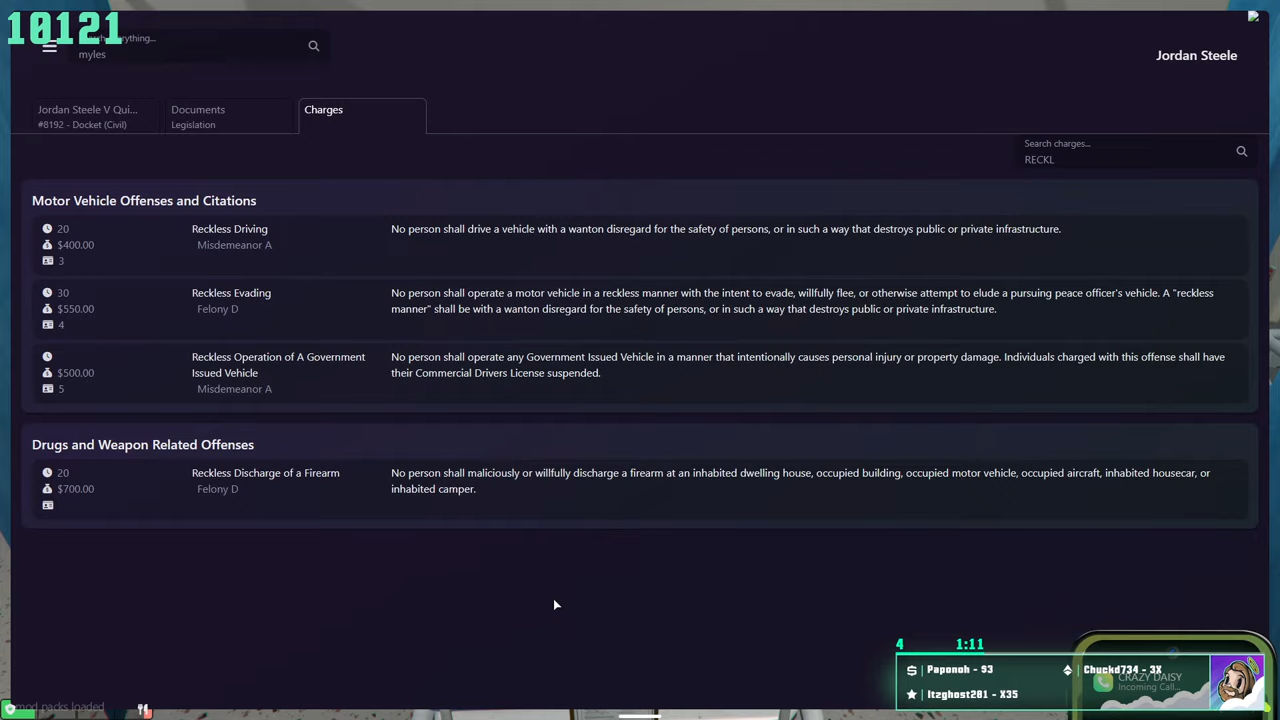 10121
myles
Jordan Steele
Jordan Steele V Qui...
#8192 - Docket (Civil)
Documents
Legislation
Charges
Search charges...
RECKL
Motor Vehicle Offenses and Citations
20
$400.00
3
Reckless Driving
Misdemeanor A
No person shall drive a vehicle with a wanton disregard for the safety of persons, or in such a way that destroys public or private infrastructure.
30
$550.00
4
Reckless Evading
Felony D
No person shall operate a motor vehicle in a reckless manner with the intent to evade, willfully flee, or otherwise attempt to elude a pursuing peace officer's vehicle. A "reckless
manner" shall be with a wanton disregard for the safety of persons, or in such a way that destroys public or private infrastructure.
$500.00
5
Reckless Operation of A Government
Issued Vehicle
Misdemeanor A
No person shall operate any Government Issued Vehicle in a manner that intentionally causes personal injury or property damage. Individuals charged with this offense shall have
their Commercial Drivers License suspended.
Drugs and Weapon Related Offenses
20
$700.00
Reckless Discharge of a Firearm
Felony D
No person shall maliciously or willfully discharge a firearm at an inhabited dwelling house, occupied building, occupied motor vehicle, occupied aircraft, inhabited housecar, or
inhabited camper.
4 1:11
Paponoh - $3
Chuckd734 - 3X
Itzghost201 - X35
CRAZY DAISY
Incoming Call...
mod packs loaded